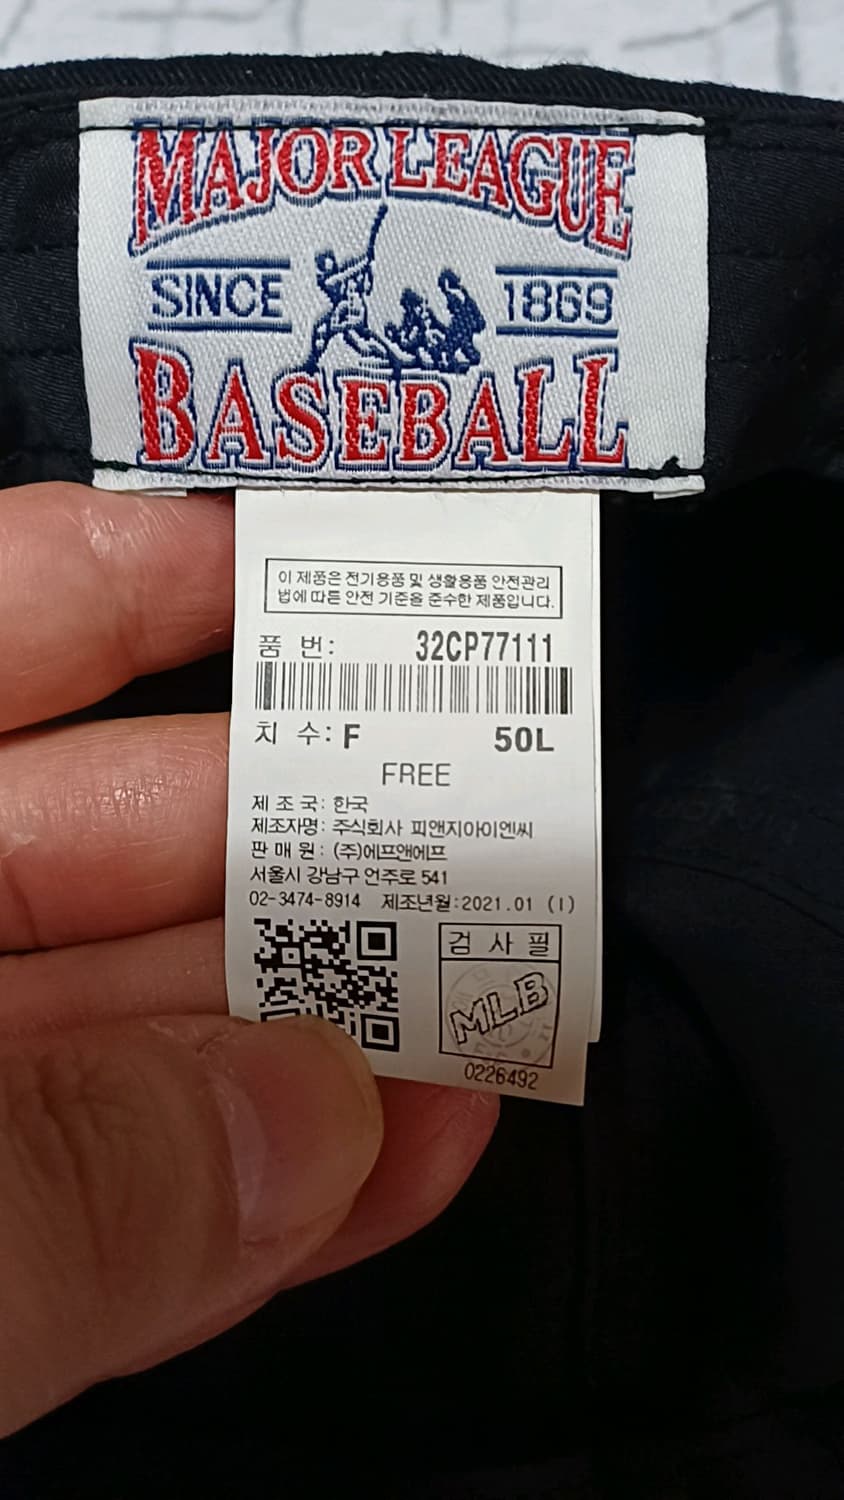 MAJOR LEAGUE
SINCE 1869
BASEBALL
이 제품은 전기용품 및 생활용품 안전관리
법에 따른 안전 기준을 준수한 제품입니다.
품 번: 32CP77111
치 수: F 50L
FREE
제 조 국: 한국
제조자명: 주식회사 피앤지아이엔씨
판 매 원: (주)에프앤에프
서울시 강남구 언주로 541
02-3474-8914 제조년월:2021.01 (I)
검 사 필
MLB
0226492